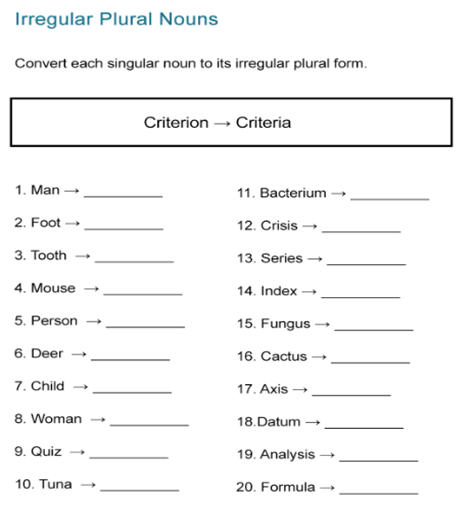 Irregular Plural Nouns
Convert each singular noun to its irregular plural form.
Criterion → Criteria
1. Man → __________
2. Foot → __________
3. Tooth → __________
4. Mouse → __________
5. Person → __________
6. Deer → __________
7. Child → __________
8. Woman → __________
9. Quiz → __________
10. Tuna → __________
11. Bacterium → __________
12. Crisis → __________
13. Series → __________
14. Index → __________
15. Fungus → __________
16. Cactus → __________
17. Axis → __________
18.Datum → __________
19. Analysis → __________
20. Formula → __________